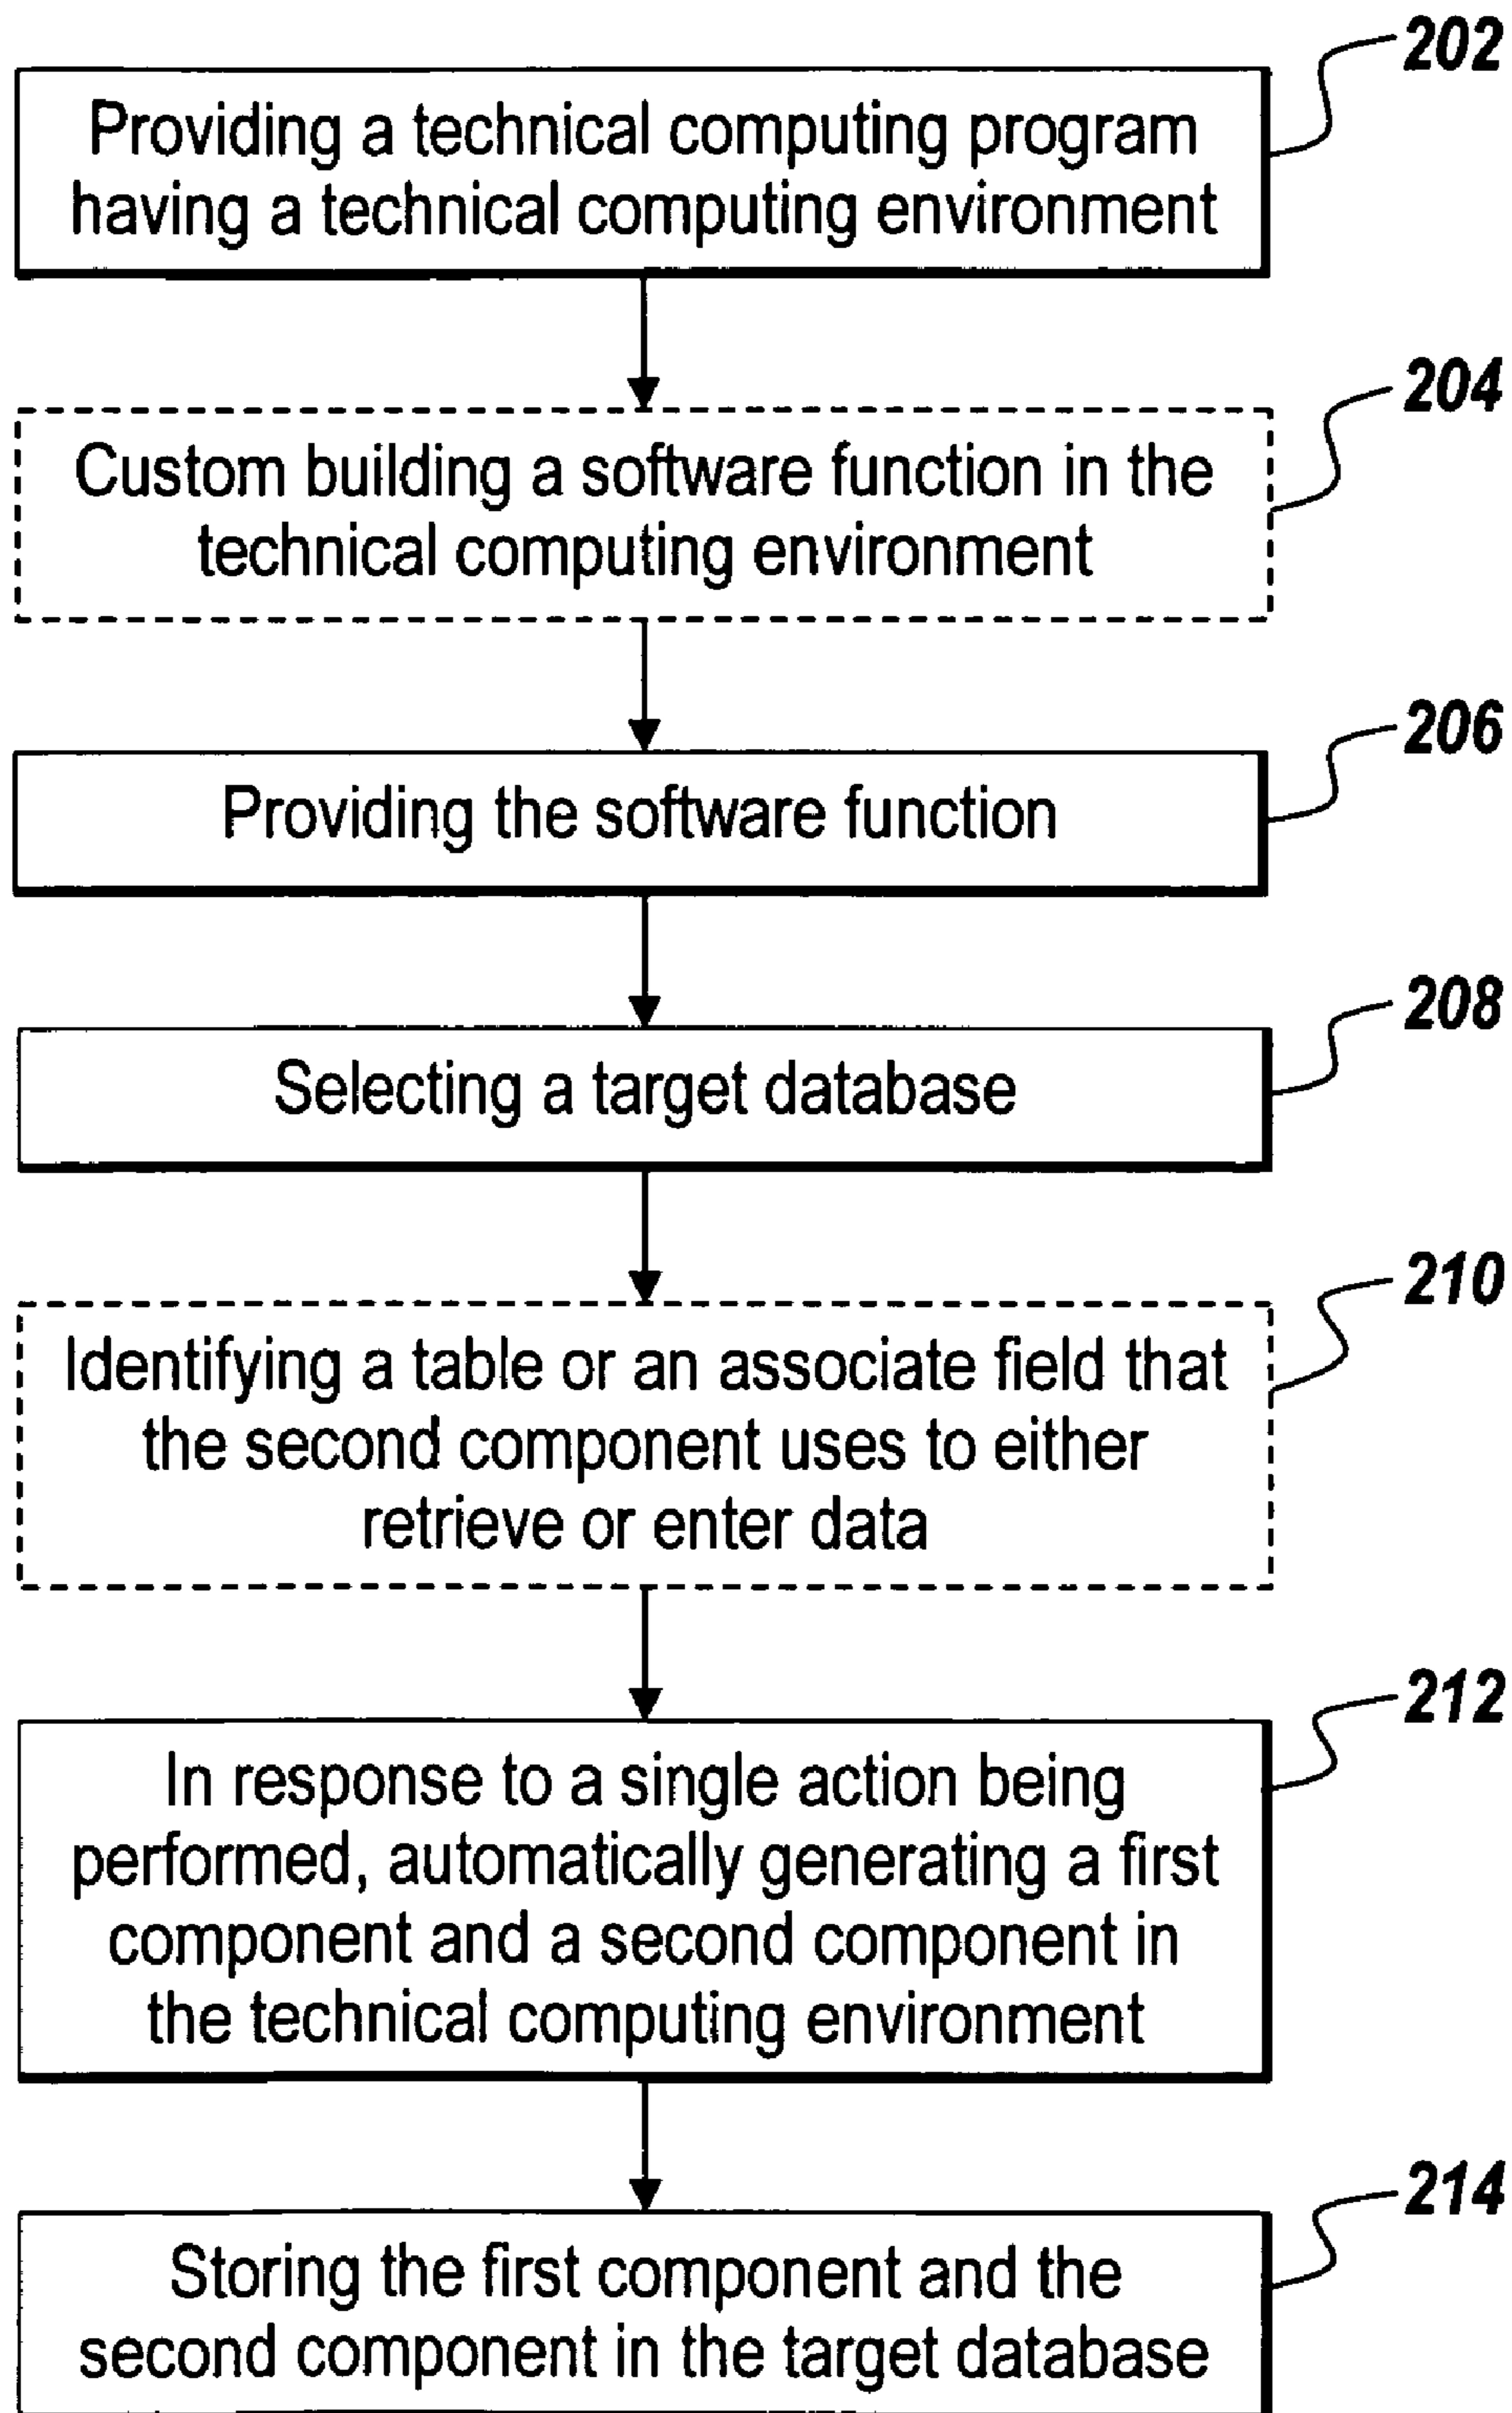 202
Providing a technical computing program
having a technical computing environment
204
Custom building a software function in the
technical computing environment
206
Providing the software function
208
Selecting a target database
210
Identifying a table or an associate field that
the second component uses to either
retrieve or enter data
212
In response to a single action being
performed, automatically generating a first
component and a second component in
the technical computing environment
214
Storing the first component and the
second component in the target database